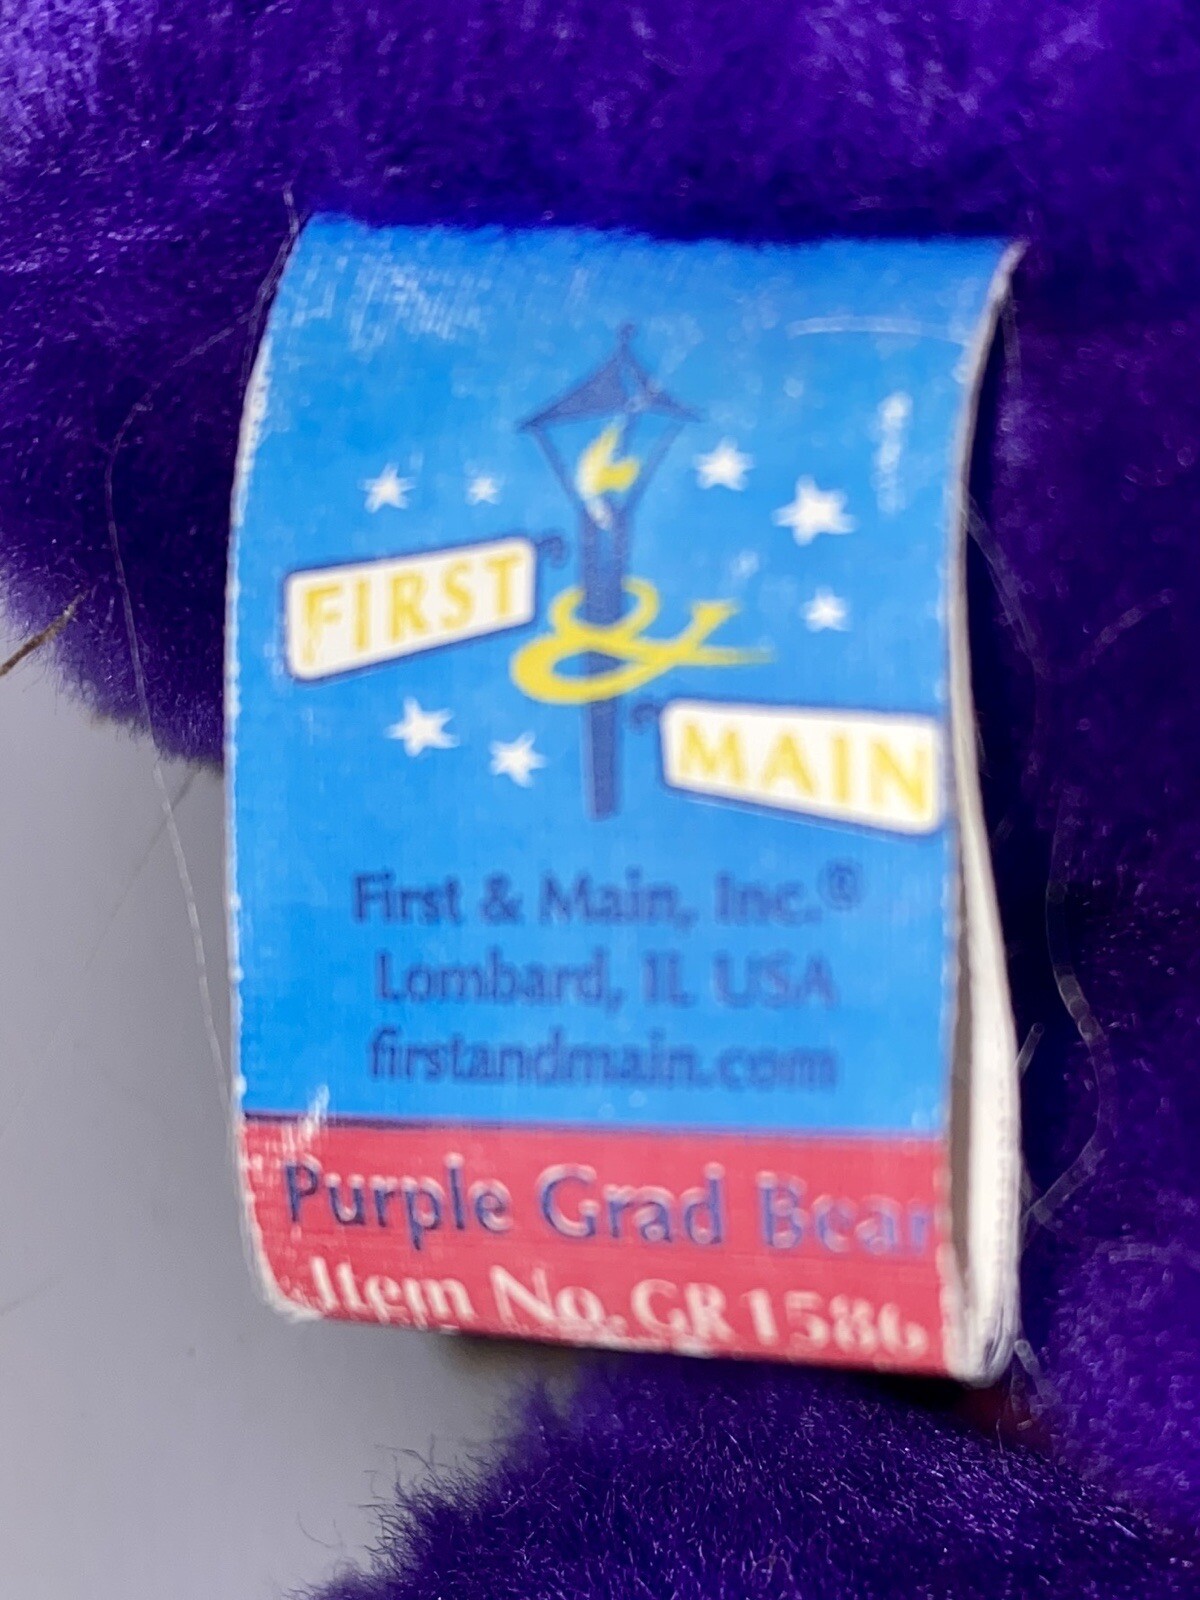 FIRST
&
MAIN
First & Main, Inc.®
Lombard, IL USA
firstandmain.com
Purple Grad Bear
Item No. GR1586